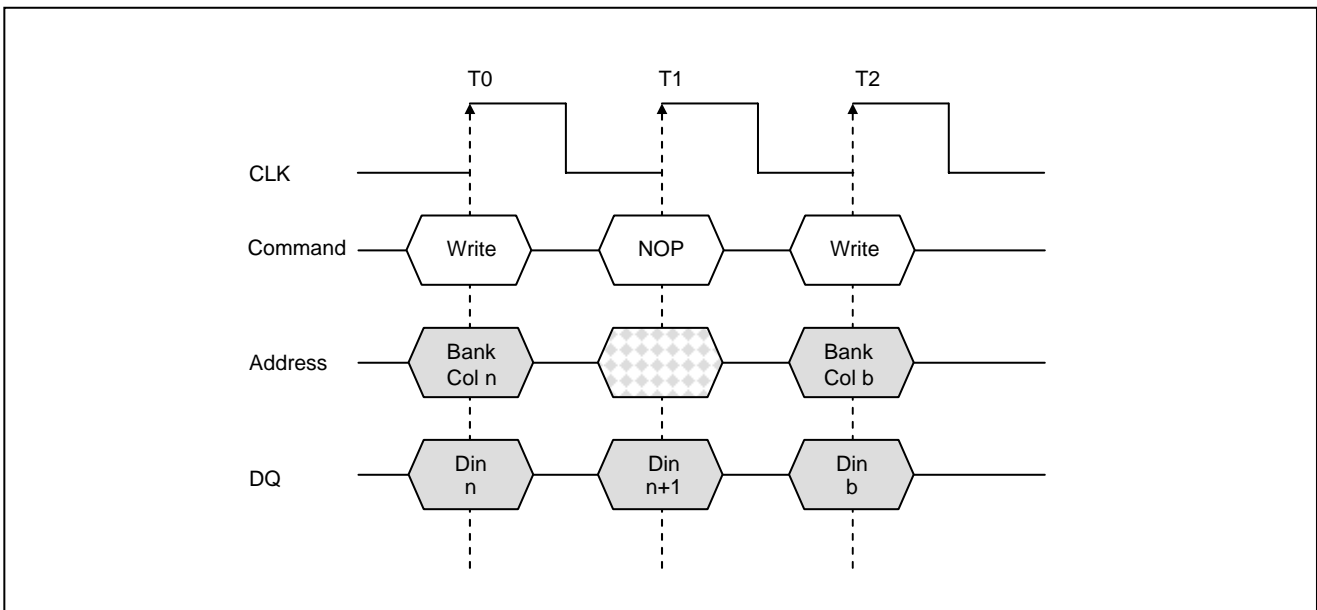 T0 T1 T2
CLK
Command Write NOP Write
Address Bank Bank
Col n Col b
DQ Din Din Din
n n+1 b